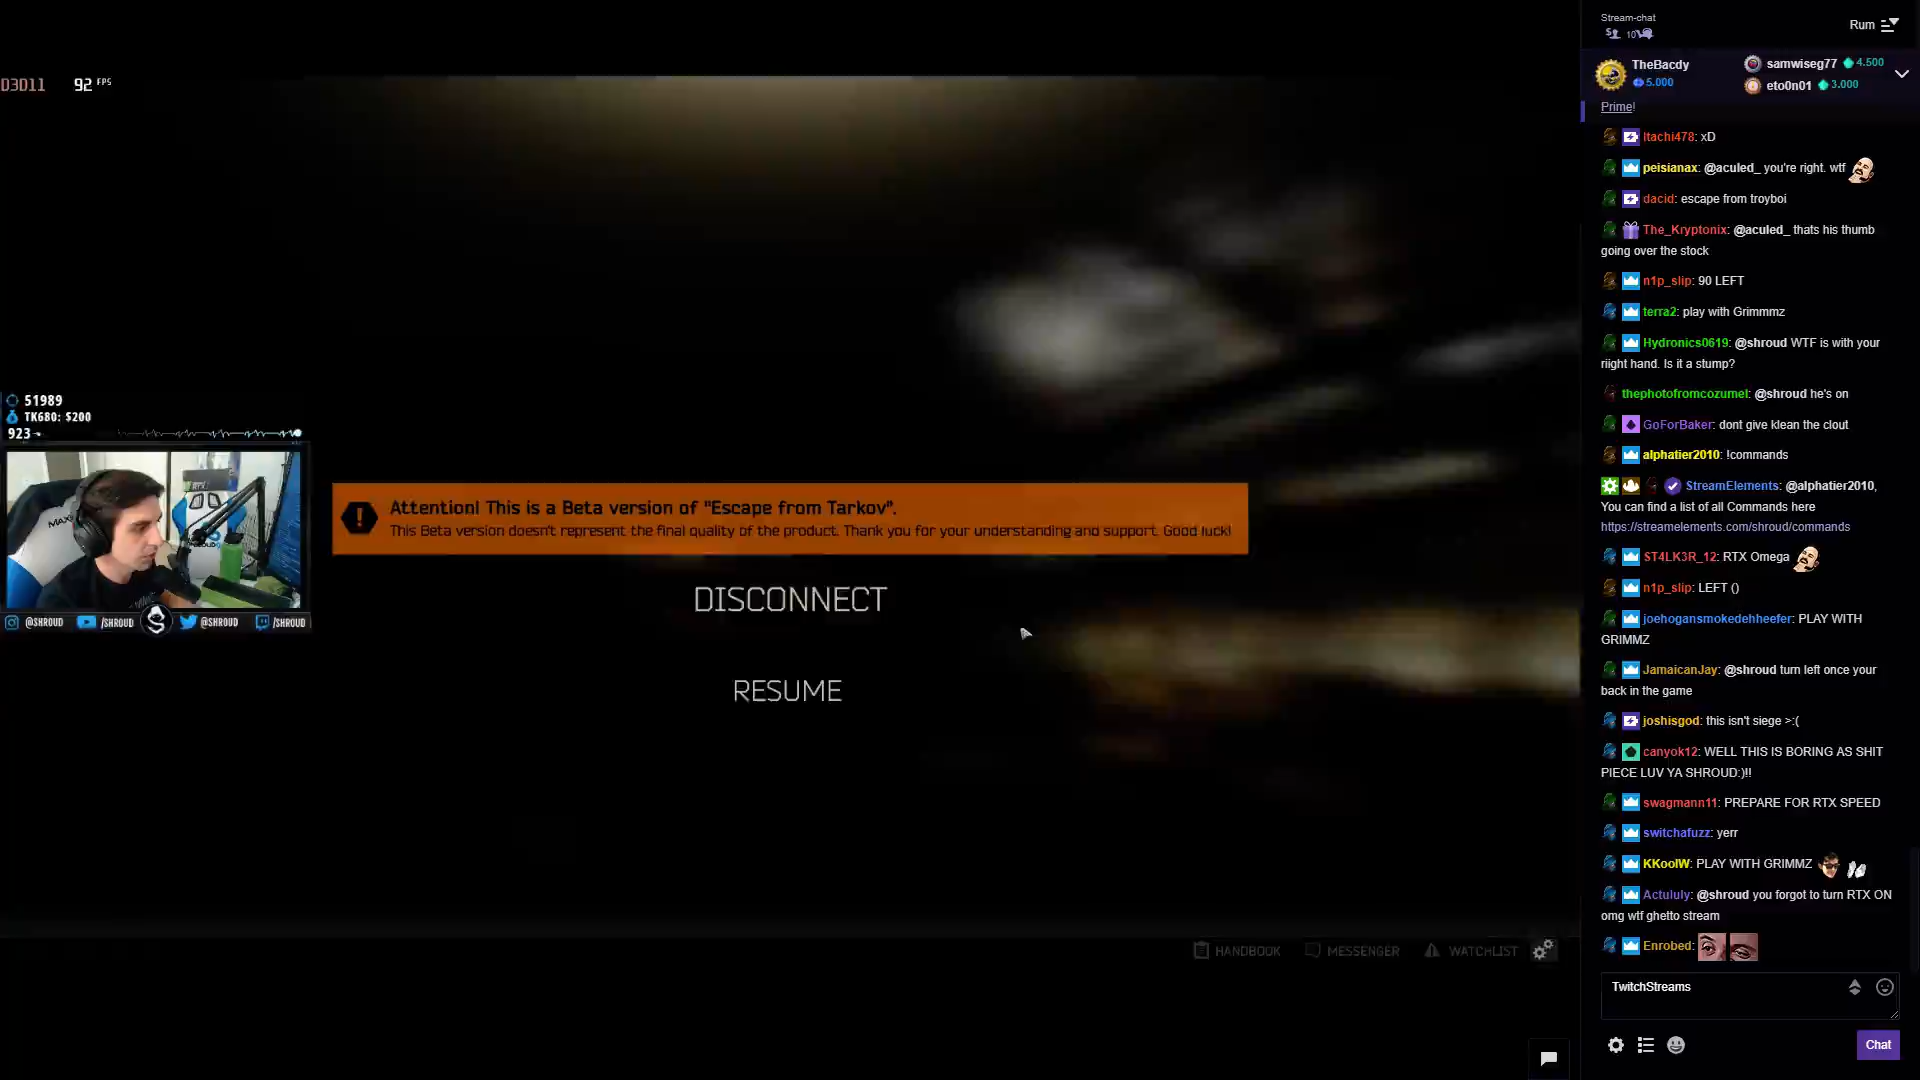 D3D11 92 FPS
51989
TK680: $200
923
MAX
@SHROUD /SHROUD @SHROUD /SHROUD
Attention! This is a Beta version of "Escape from Tarkov".
This Beta version doesn't represent the final quality of the product. Thank you for your understanding and support. Good luck!
DISCONNECT
RESUME
HANDBOOK MESSENGER WATCHLIST
Stream-chat
Rum
TheBacdy
5.000
samwiseg77 4.500
eto0n01 3.000
Prime!
Itachi478: xD
peisianax: @aculed_ you're right. wtf
dacid: escape from troyboi
The_Kryptonix: @aculed_ thats his thumb
going over the stock
n1p_slip: 90 LEFT
terra2: play with Grimmmz
Hydronics0619: @shroud WTF is with your
riight hand. Is it a stump?
thephotofromcozumel: @shroud he's on
GoForBaker: dont give klean the clout
alphatier2010: !commands
StreamElements: @alphatier2010,
You can find a list of all Commands here
https://streamelements.com/shroud/commands
ST4LK3R_12: RTX Omega
n1p_slip: LEFT ()
joehogansmokedehheefer: PLAY WITH
GRIMMZ
JamaicanJay: @shroud turn left once your
back in the game
joshisgod: this isn't siege >:(
canyok12: WELL THIS IS BORING AS SHIT
PIECE LUV YA SHROUD:)!!
swagmann11: PREPARE FOR RTX SPEED
switchafuzz: yerr
KKoolW: PLAY WITH GRIMMZ
Actululy: @shroud you forgot to turn RTX ON
omg wtf ghetto stream
Enrobed:
TwitchStreams
Chat